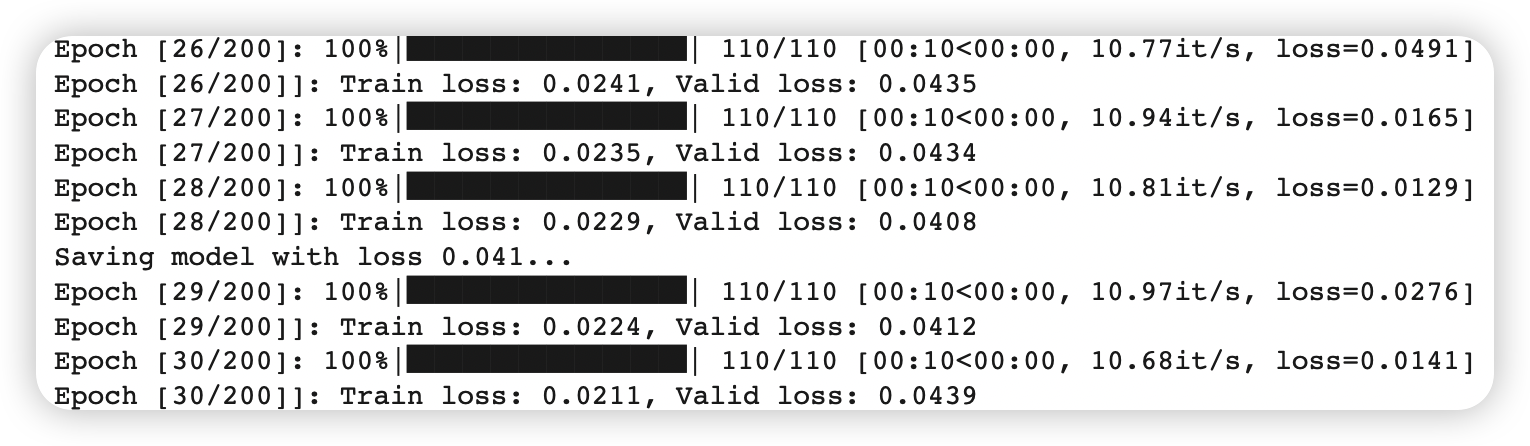 Epoch [26/200]: 100%|██████████| 110/110 [00:10<00:00, 10.77it/s, loss=0.0491]
Epoch [26/200]]: Train loss: 0.0241, Valid loss: 0.0435
Epoch [27/200]: 100%|██████████| 110/110 [00:10<00:00, 10.94it/s, loss=0.0165]
Epoch [27/200]]: Train loss: 0.0235, Valid loss: 0.0434
Epoch [28/200]: 100%|██████████| 110/110 [00:10<00:00, 10.81it/s, loss=0.0129]
Epoch [28/200]]: Train loss: 0.0229, Valid loss: 0.0408
Saving model with loss 0.041...
Epoch [29/200]: 100%|██████████| 110/110 [00:10<00:00, 10.97it/s, loss=0.0276]
Epoch [29/200]]: Train loss: 0.0224, Valid loss: 0.0412
Epoch [30/200]: 100%|██████████| 110/110 [00:10<00:00, 10.68it/s, loss=0.0141]
Epoch [30/200]]: Train loss: 0.0211, Valid loss: 0.0439